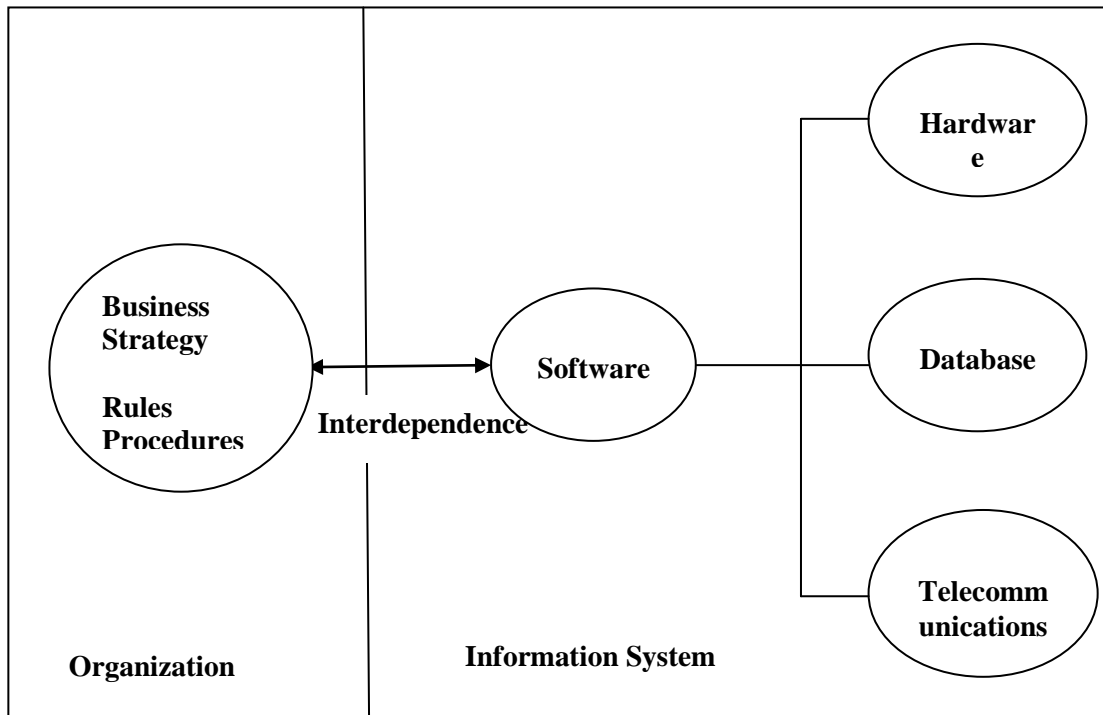 Business
Strategy
Rules
Procedures
Interdependence
Software
Hardwar
e
Database
Telecomm
unications
Organization
Information System